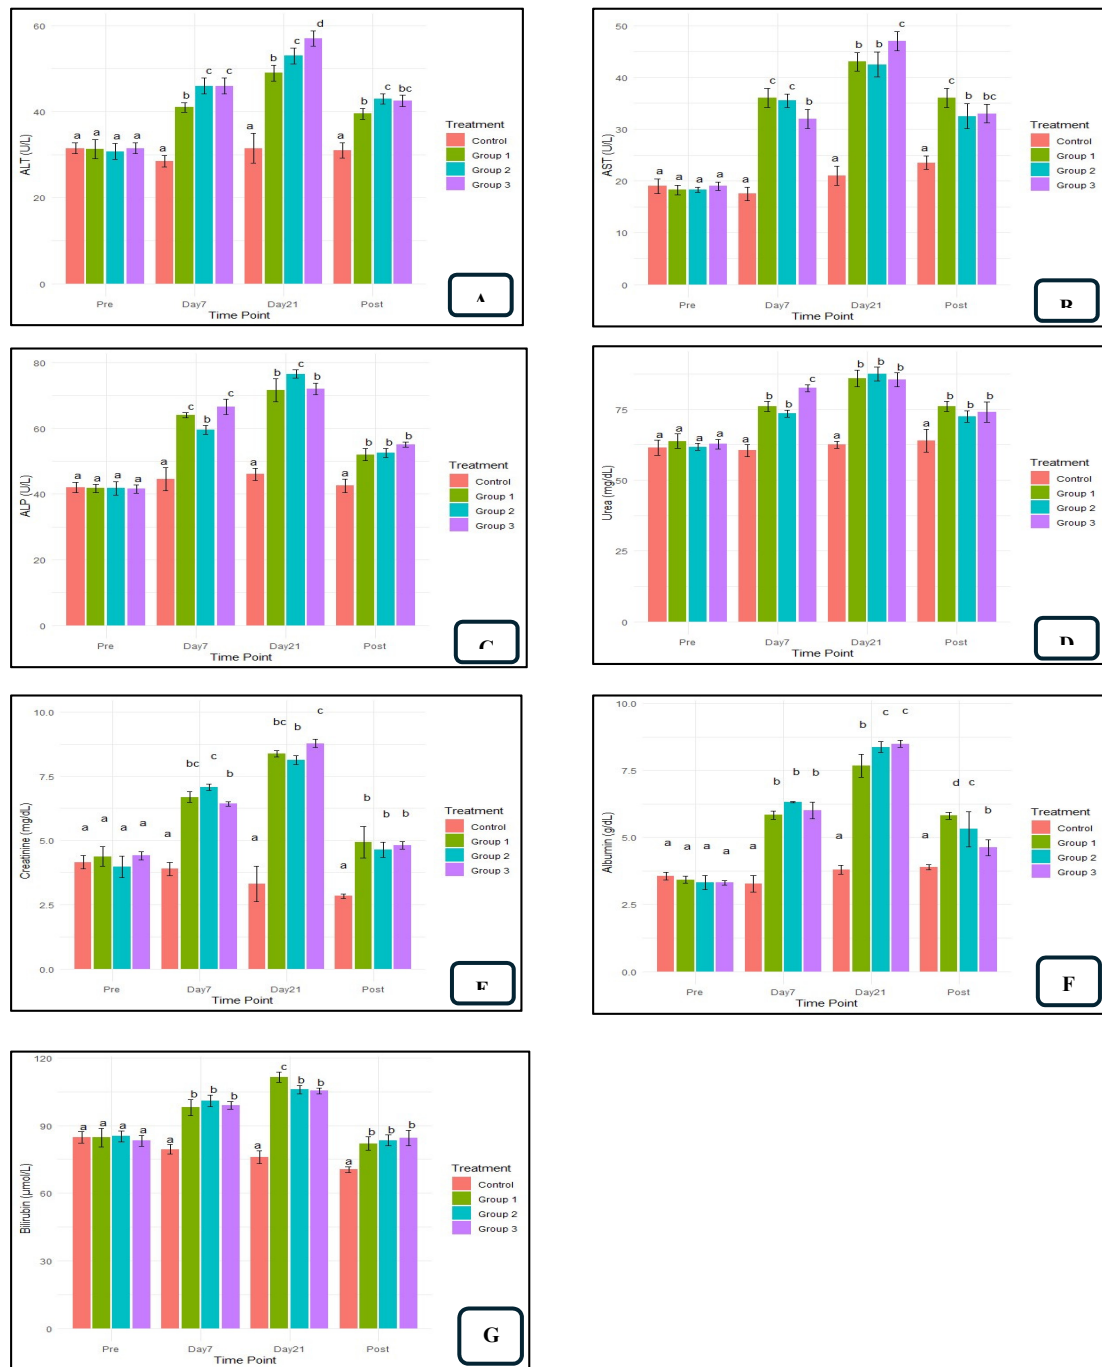 60
40
20
0
ALT (U/L)
a a a a
a b c c
a b c d
a b c bc
Pre Day7 Day21 Post
Time Point
Treatment
Control
Group 1
Group 2
Group 3
50
40
30
20
10
0
AST (U/L)
a a a a
a b b b
a b b c
a c b bc
Pre Day7 Day21 Post
Time Point
Treatment
Control
Group 1
Group 2
Group 3
80
60
40
20
0
ALP (U/L)
a a a a
a c b c
a b c b
a b b b
Pre Day7 Day21 Post
Time Point
Treatment
Control
Group 1
Group 2
Group 3
C
75
50
25
0
Urea (mg/dL)
a a a a
a b b c
a b b b
a b b b
Pre Day7 Day21 Post
Time Point
Treatment
Control
Group 1
Group 2
Group 3
10.0
7.5
5.0
2.5
0.0
Creatinine (mg/dL)
a a a a
a bc c b
a bc b c
a b b b
Pre Day7 Day21 Post
Time Point
Treatment
Control
Group 1
Group 2
Group 3
10.0
7.5
5.0
2.5
0.0
Albumin (g/dL)
a a a a
a b b b
a b c c
a d c b
Pre Day7 Day21 Post
Time Point
Treatment
Control
Group 1
Group 2
Group 3
F
120
90
60
30
0
Bilirubin (µmol/L)
a a a a
a b b b
a c b b
a b b b
Pre Day7 Day21 Post
Time Point
Treatment
Control
Group 1
Group 2
Group 3
G